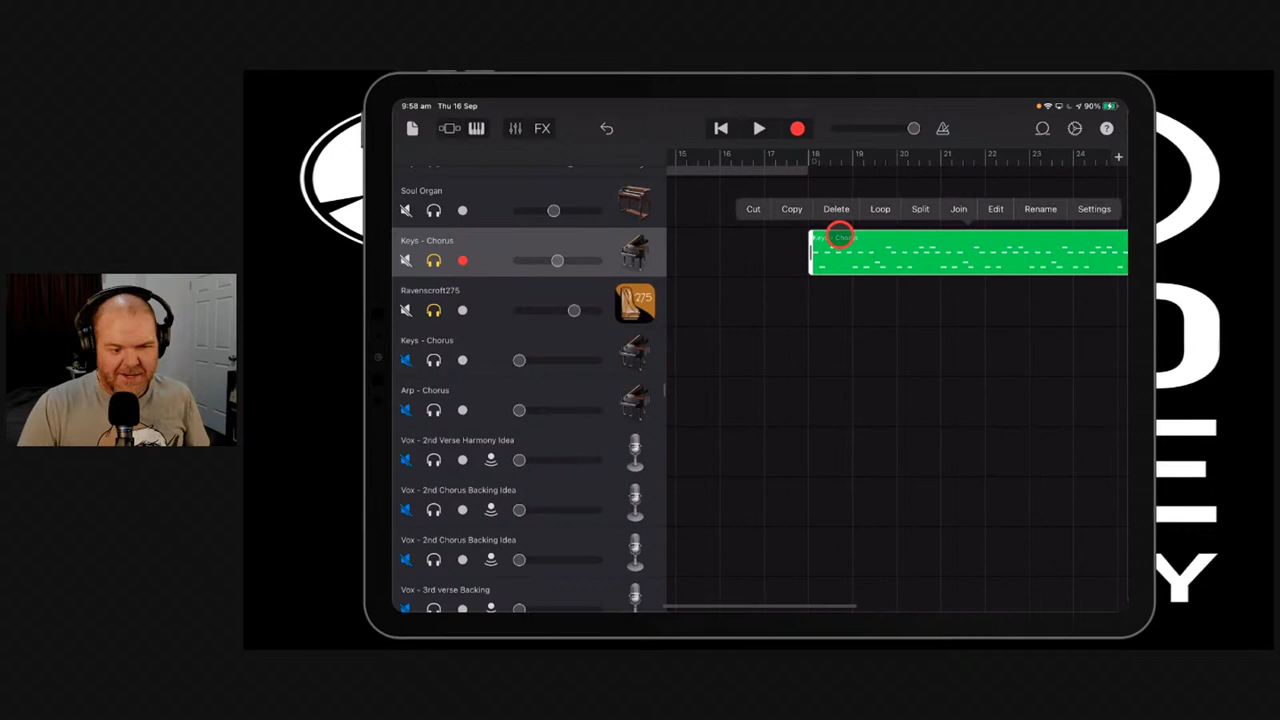 9:58 am Thu 16 Sep
90%
FX
15 16 17 18 19 20 21 22 23 24
Soul Organ
Cut Copy Delete Loop Split Join Edit Rename Settings
Keys - Chorus
Keys - Chorus
Ravenscroft275
275
Keys - Chorus
Arp - Chorus
Vox - 2nd Verse Harmony Idea
Vox - 2nd Chorus Backing Idea
Vox - 2nd Chorus Backing Idea
Vox - 3rd verse Backing